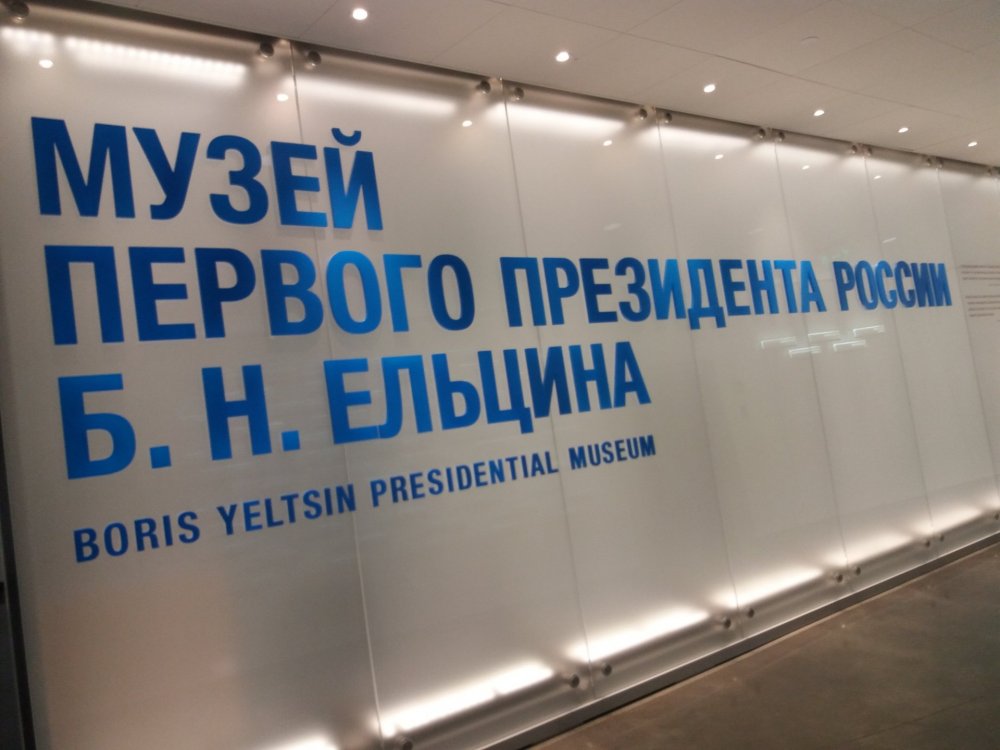 МУЗЕЙ
ПЕРВОГО ПРЕЗИДЕНТА РОССИИ
Б. Н. ЕЛЬЦИНА
BORIS YELTSIN PRESIDENTIAL MUSEUM